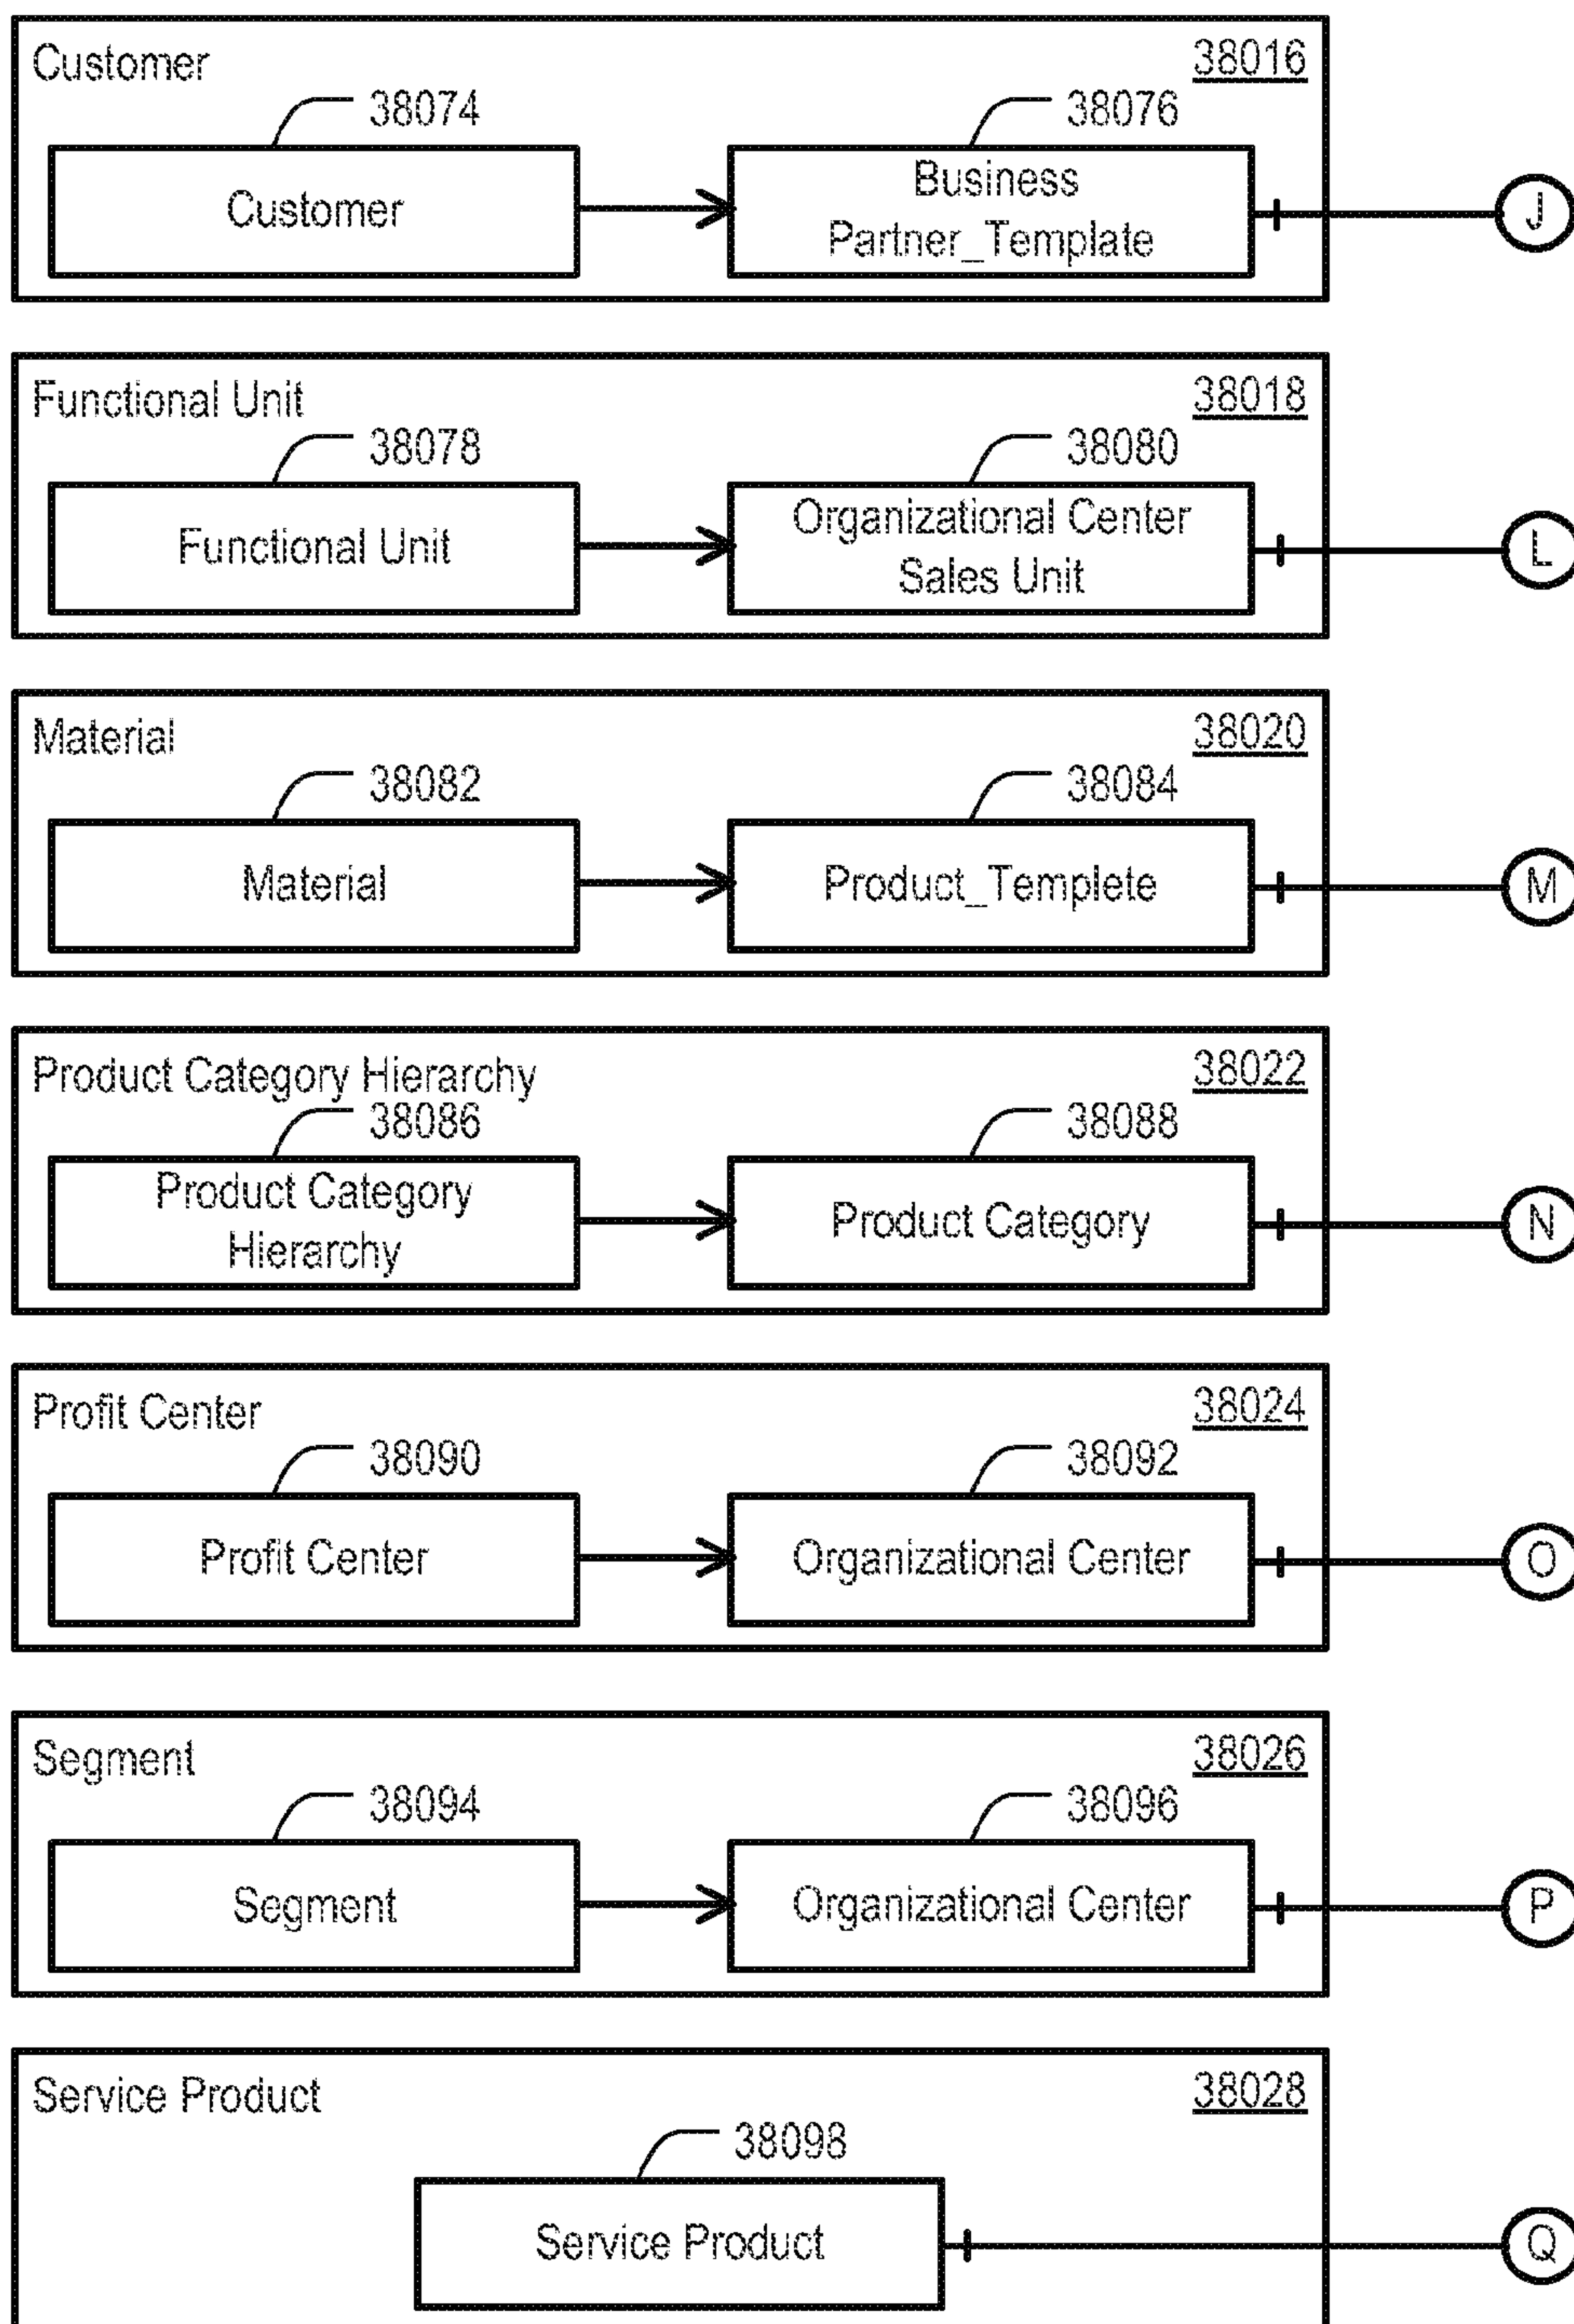 Customer 38016
38074 38076
Customer
Business
Partner_Template
J
Functional Unit 38018
38078 38080
Functional Unit
Organizational Center
Sales Unit
L
Material 38020
38082 38084
Material
Product_Templete
M
Product Category Hierarchy 38022
38086 38088
Product Category
Hierarchy
Product Category
N
Profit Center 38024
38090 38092
Profit Center
Organizational Center
O
Segment 38026
38094 38096
Segment
Organizational Center
P
Service Product 38028
38098
Service Product
Q